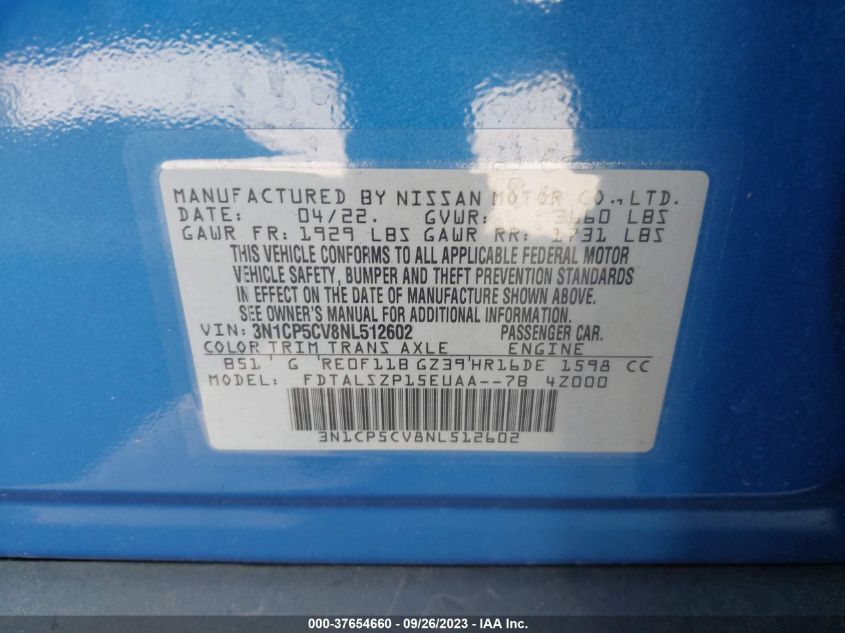 MANUFACTURED BY NISSAN MOTOR CO., LTD.
DATE: 04/22. GVWR: 3660 LBS
GAWR FR: 1929 LBS GAWR RR: 1731 LBS
THIS VEHICLE CONFORMS TO ALL APPLICABLE FEDERAL MOTOR
VEHICLE SAFETY, BUMPER AND THEFT PREVENTION STANDARDS
IN EFFECT ON THE DATE OF MANUFACTURE SHOWN ABOVE.
SEE OWNER'S MANUAL FOR ADDITIONAL INFORMATION.
VIN: 3N1CP5CV8NL512602 PASSENGER CAR.
COLOR TRIM TRANS AXLE ENGINE
B51 G RE0F11B GZ39 HR16DE 1598 CC
FDTALSZP15EUAA--7B 4Z000
3N1CP5CV8NL512602
000-37654660 - 09/26/2023 - IAA Inc.